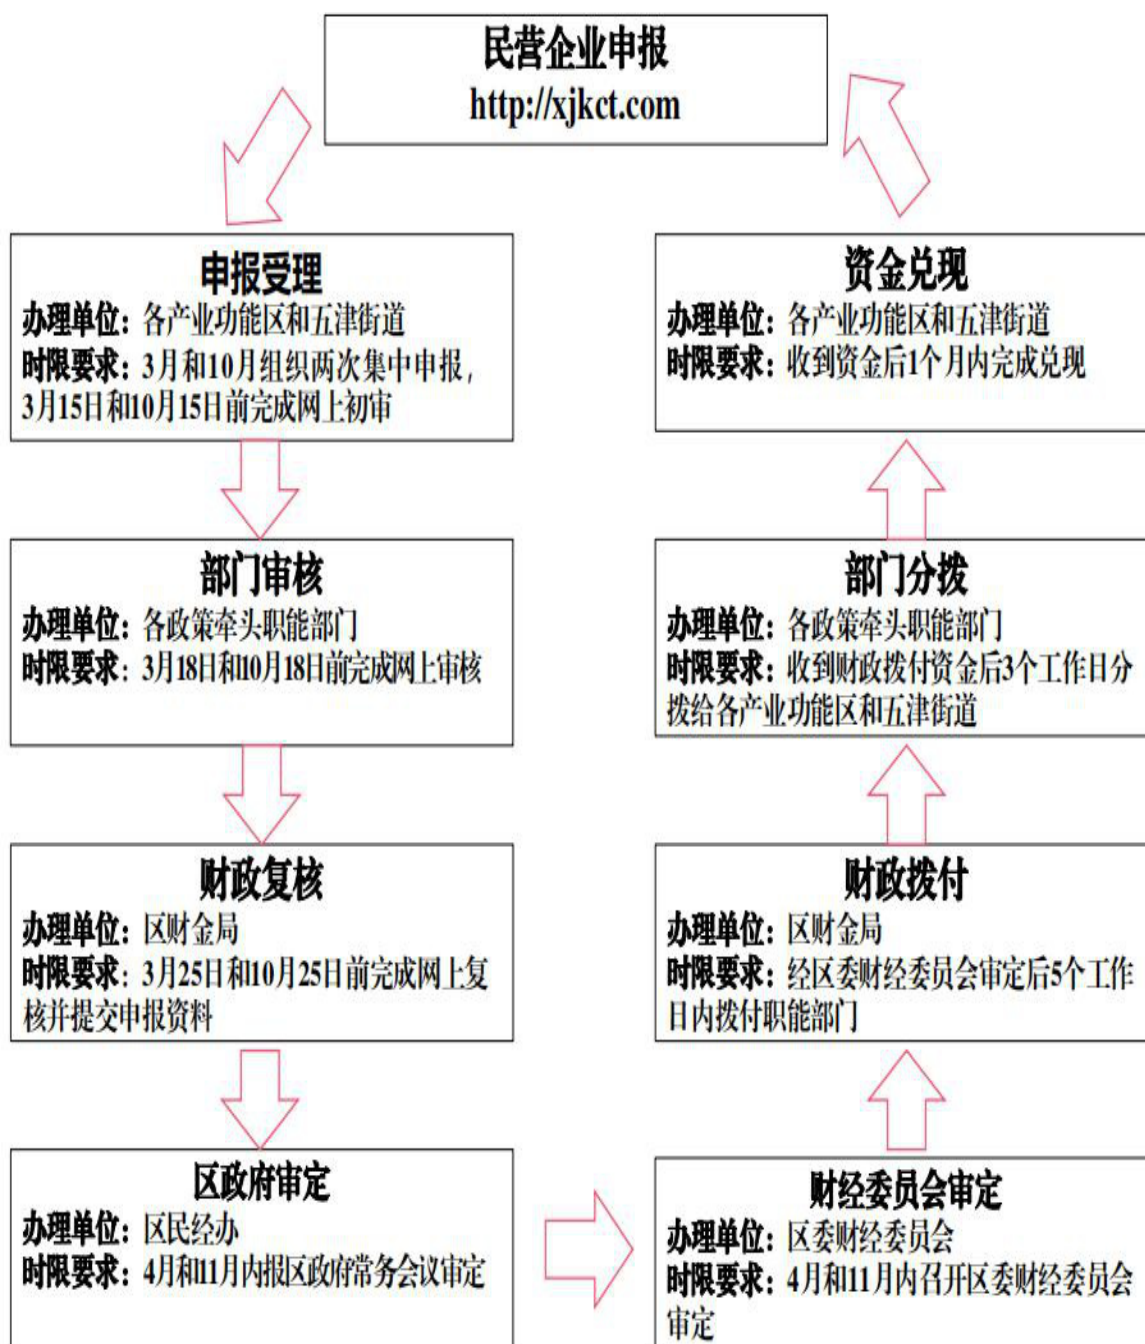 民营企业申报
http://xjkct.com
申报受理
办理单位：各产业功能区和五津街道
时限要求：3月和10月组织两次集中申报，
3月15日和10月15日前完成网上初审
部门审核
办理单位：各政策牵头职能部门
时限要求：3月18日和10月18日前完成网上审核
财政复核
办理单位：区财金局
时限要求：3月25日和10月25日前完成网上复
核并提交申报资料
区政府审定
办理单位：区民经办
时限要求：4月和11月内报区政府常务会议审定
财经委员会审定
办理单位：区委财经委员会
时限要求：4月和11月内召开区委财经委员会
审定
财政拨付
办理单位：区财金局
时限要求：经区委财经委员会审定后5个工作
日内拨付职能部门
部门分拨
办理单位：各政策牵头职能部门
时限要求：收到财政拨付资金后3个工作日分
拨给各产业功能区和五津街道
资金兑现
办理单位：各产业功能区和五津街道
时限要求：收到资金后1个月内完成兑现